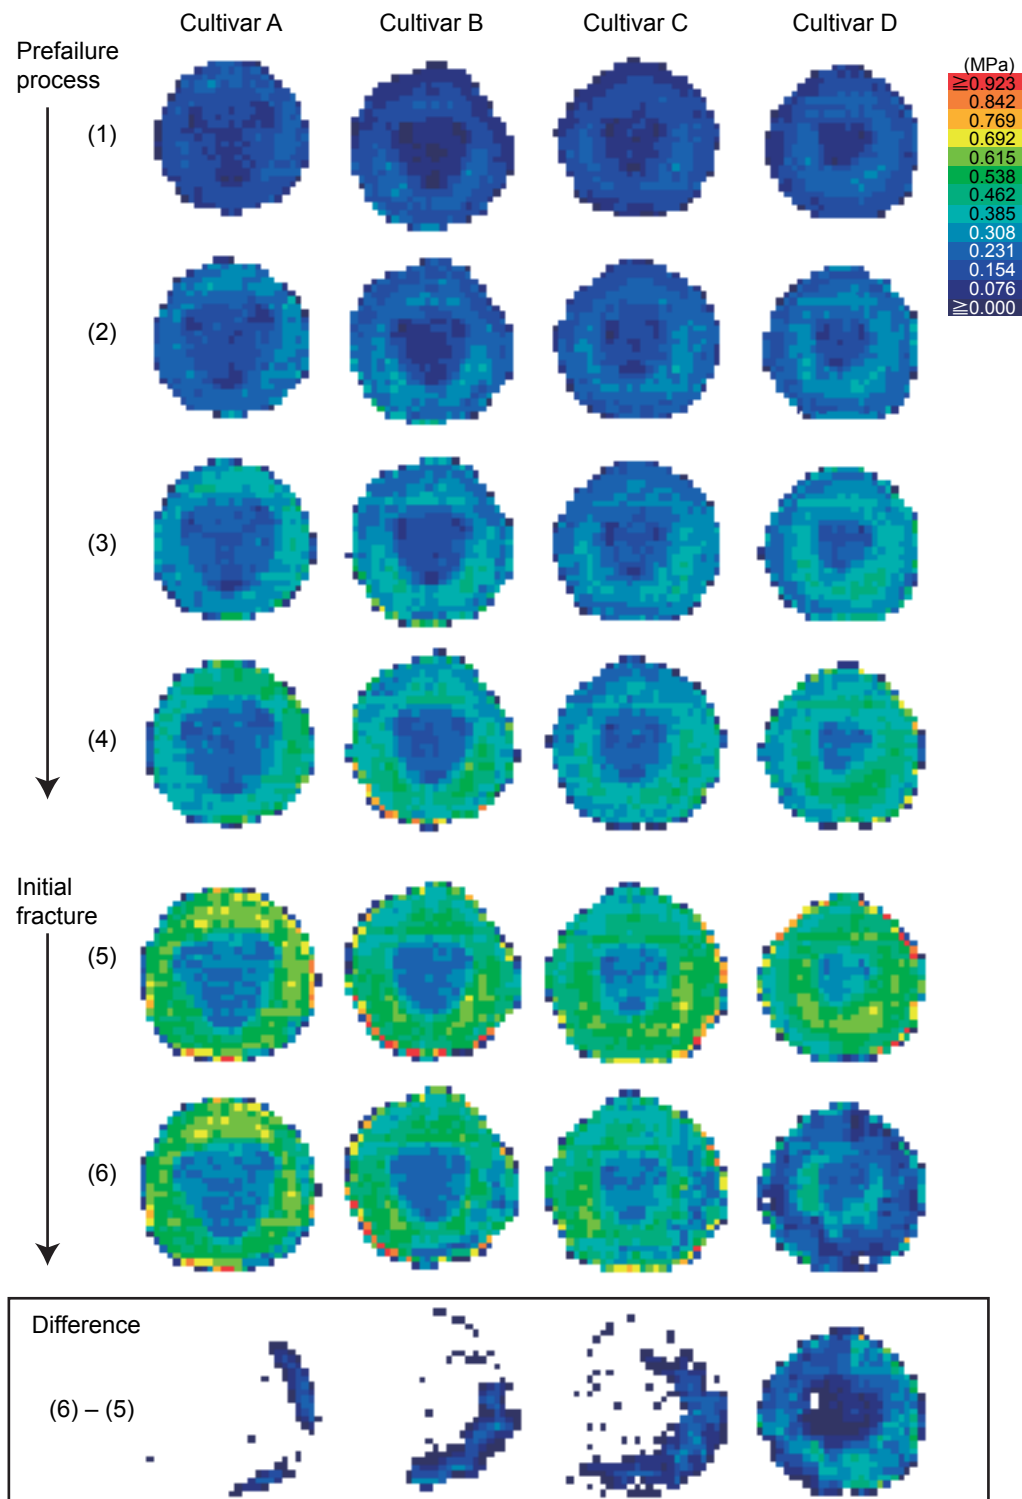 Cultivar A Cultivar B Cultivar C Cultivar D
Prefailure
process
(MPa)
≧0.923
0.842
0.769
0.692
0.615
0.538
0.462
0.385
0.308
0.231
0.154
0.076
≧0.000
(1)
(2)
(3)
(4)
Initial
fracture
(5)
(6)
Difference
(6) – (5)